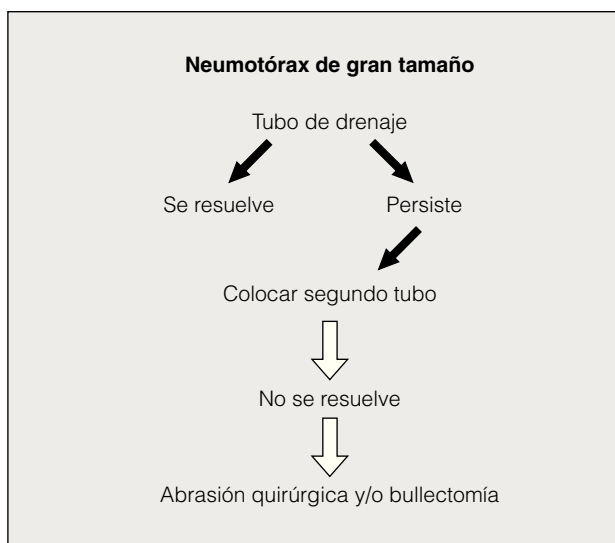 Neumotórax de gran tamaño
Tubo de drenaje
Se resuelve
Persiste
Colocar segundo tubo
No se resuelve
Abrasión quirúrgica y/o bullectomía